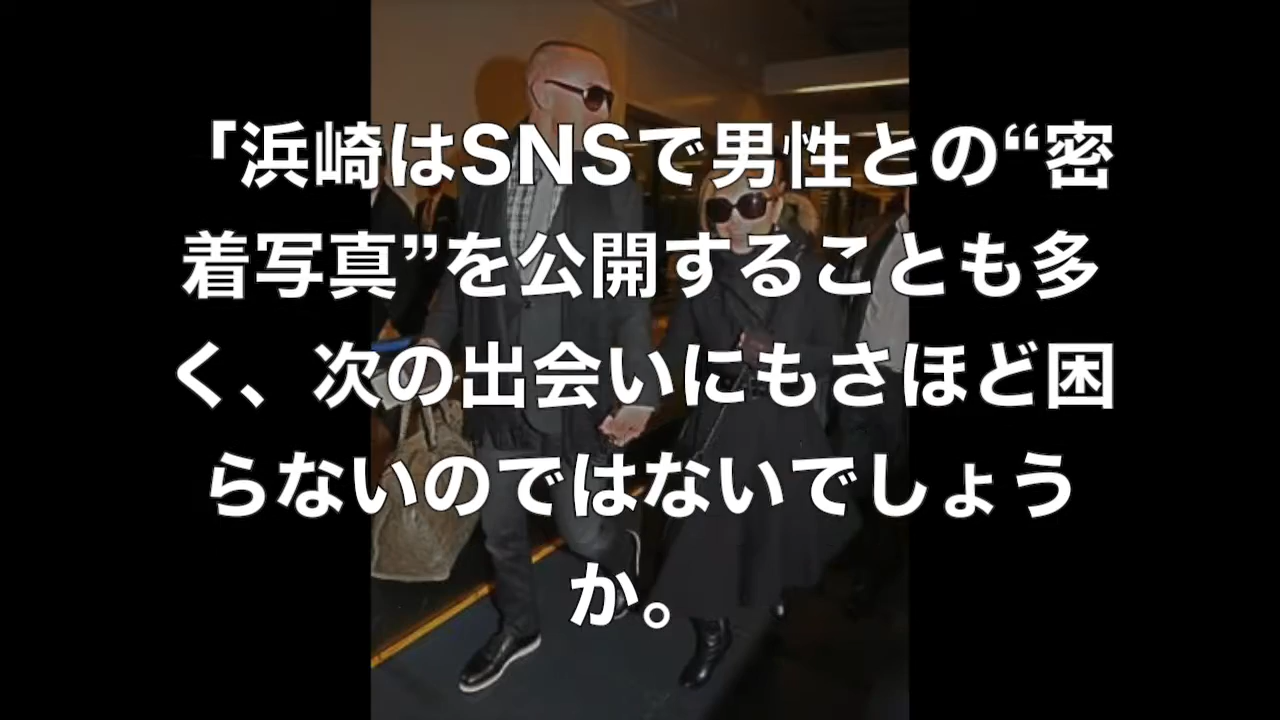 「浜崎はSNSで男性との“密
着写真”を公開することも多
く、次の出会いにもさほど困
らないのではないでしょう
か。